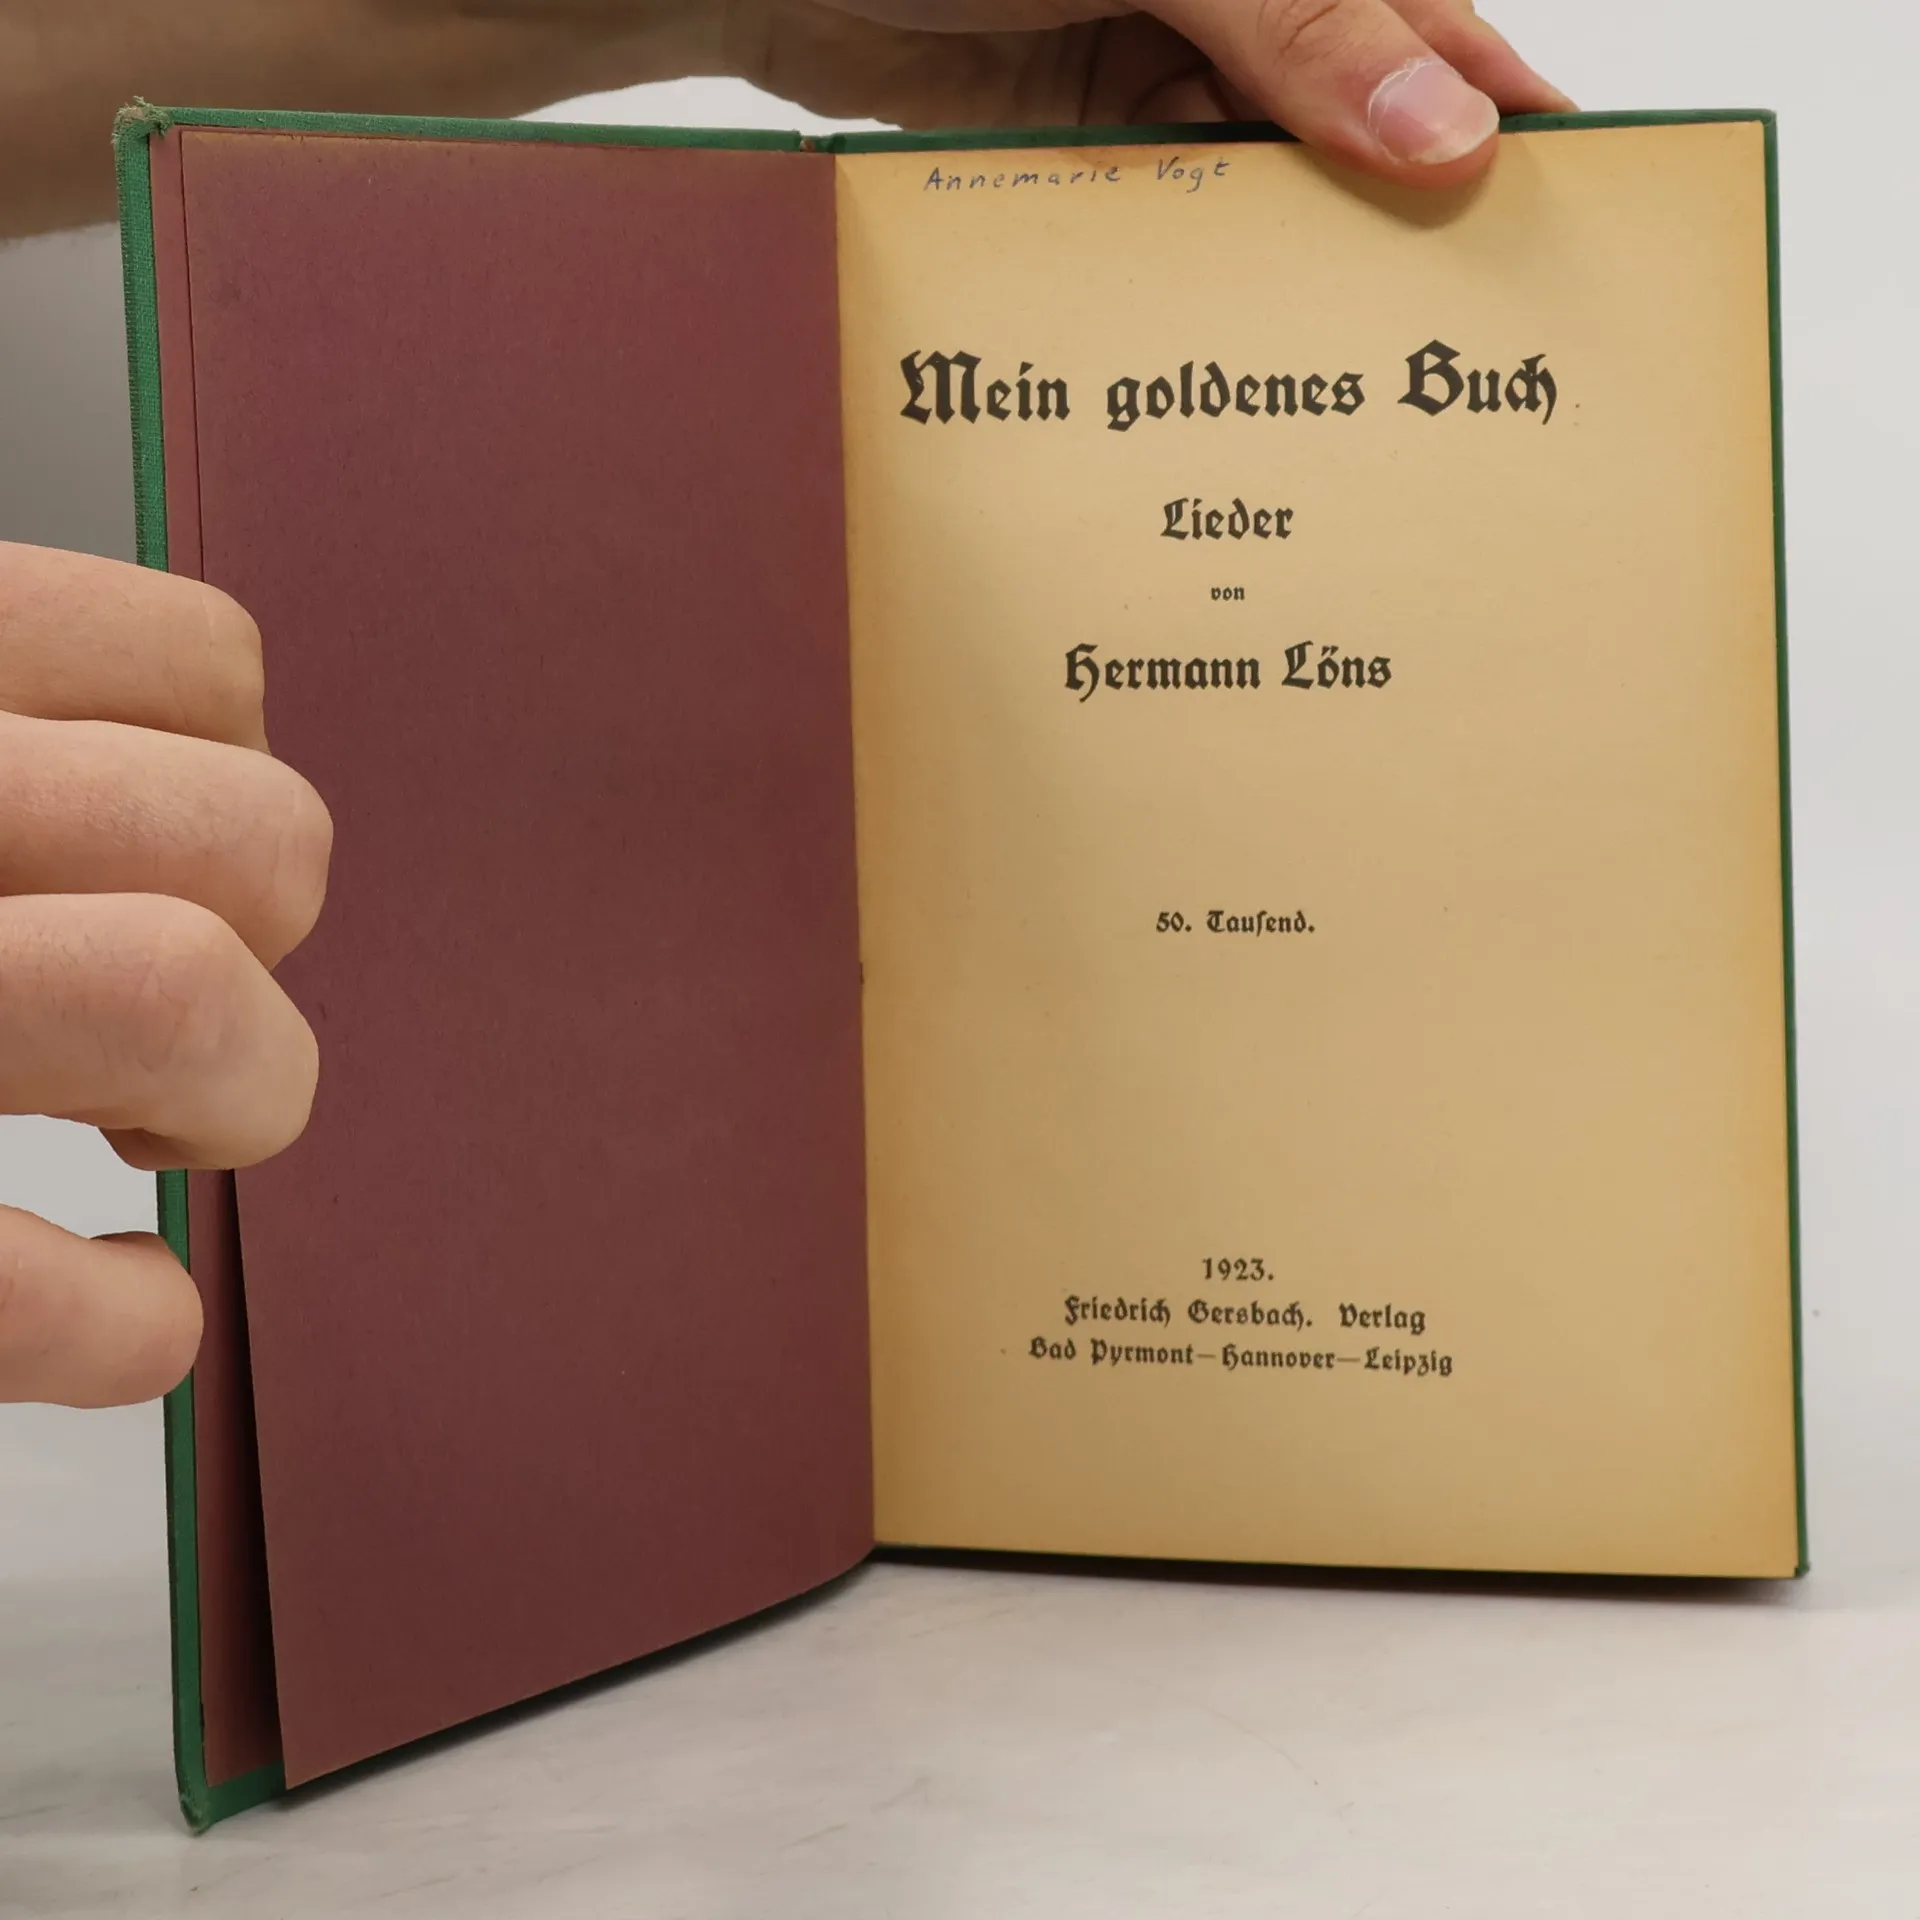 Annemarie Vogt
Mein goldenes Buch
Lieder
von
Hermann Löns
50. Tauſend.
1923.
Friedrich Gersbach. Verlag
Bad Pyrmont—Hannover—Leipzig